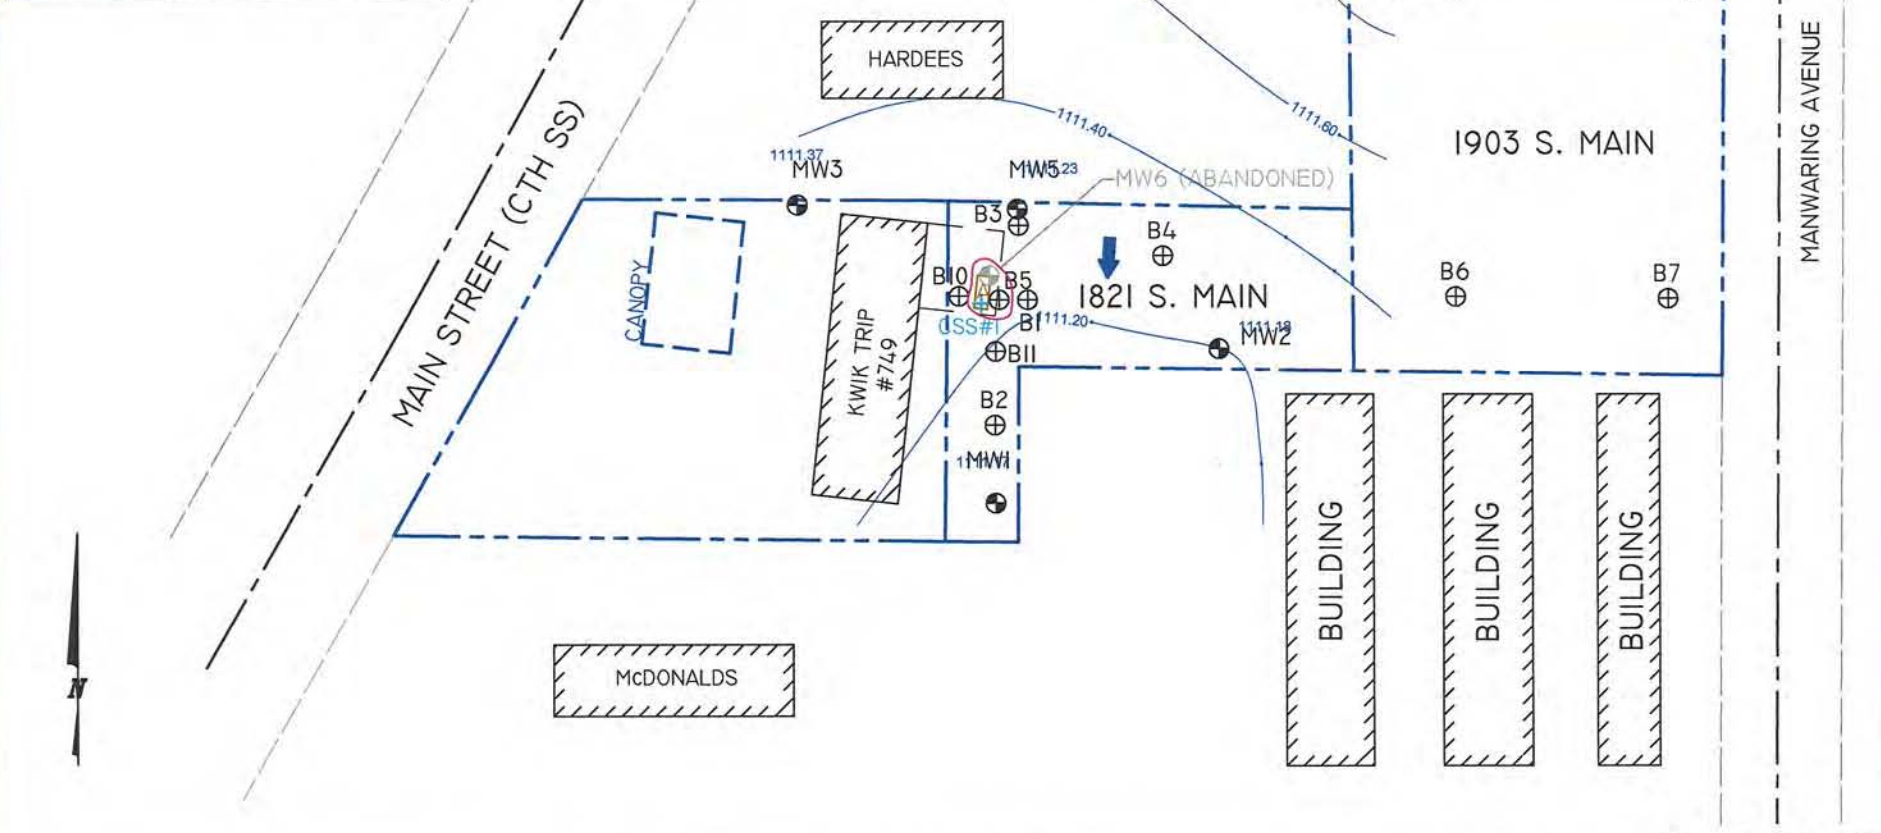 HARDEES
MANWARING AVENUE
MAIN STREET (CTH SS)
1111.40
1111.60
1903 S. MAIN
1111.37
MW3
MW5
MW6 (ABANDONED)
B3
B4
B10
B5
B6
B7
CANOPY
1821 S. MAIN
CSS#1
B1
1111.20
1111.18
MW2
KWIK TRIP
#749
B11
B2
MW1
BUILDING
BUILDING
BUILDING
McDONALDS
N